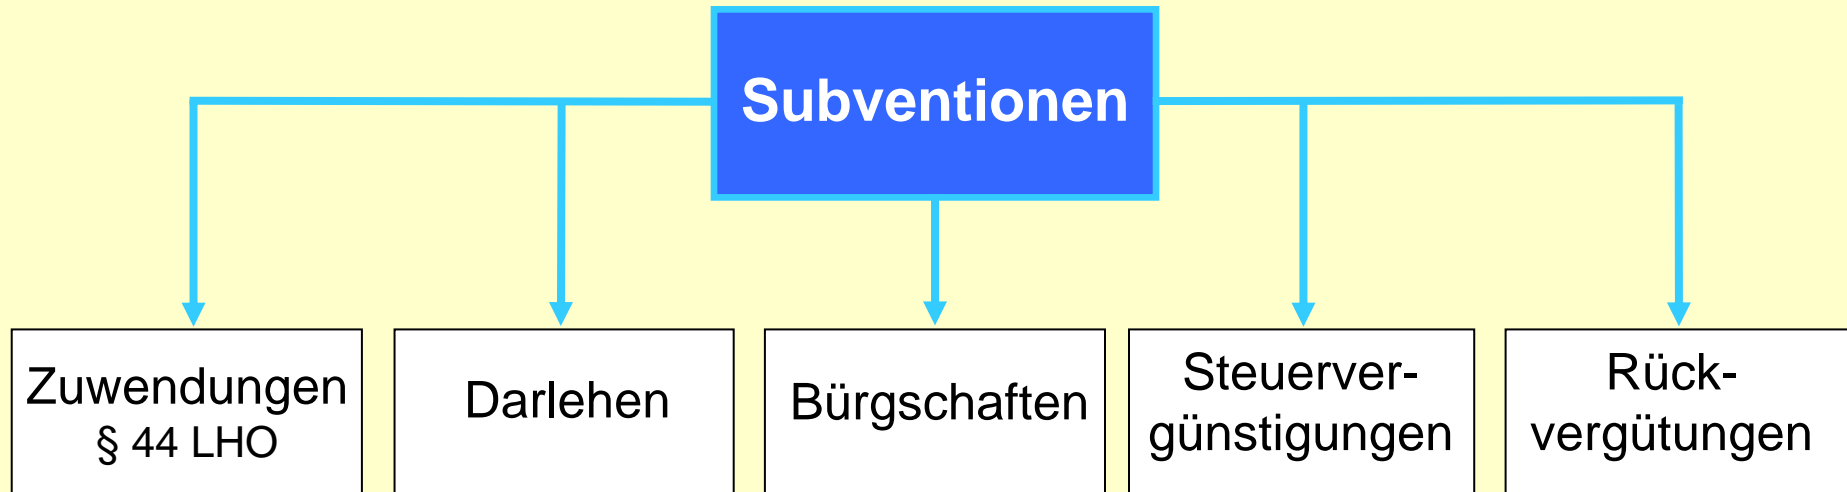 Subventionen
Zuwendungen
§ 44 LHO
Darlehen
Bürgschaften
Steuerver-
günstigungen
Rück-
vergütungen